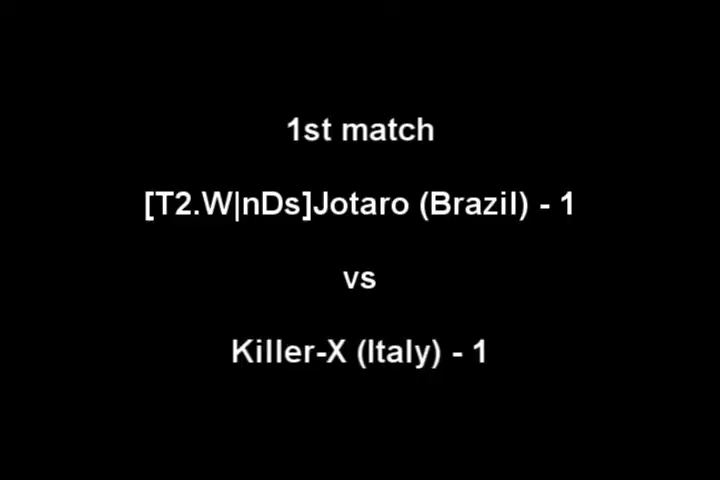 1st match
[T2.W|nDs]Jotaro (Brazil) - 1
vs
Killer-X (Italy) - 1